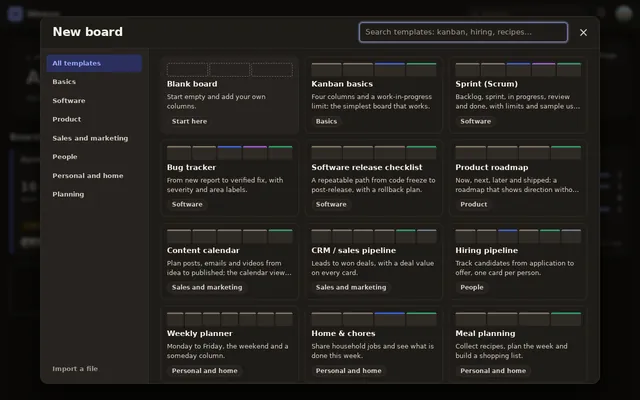 New board
Search templates: kanban, hiring, recipes...
All templates
Basics
Software
Product
Sales and marketing
People
Personal and home
Planning
Import a file
Blank board
Start empty and add your own
columns.
Start here
Kanban basics
Four columns and a work-in-progress
limit: the simplest board that works.
Basics
Sprint (Scrum)
Backlog, sprint, in progress, review
and done, with limits and sample us...
Software
Bug tracker
From new report to verified fix, with
severity and area labels.
Software
Software release checklist
A repeatable path from code freeze to
post-release, with a rollback plan.
Software
Product roadmap
Now, next, later and shipped: a
roadmap that shows direction witho...
Product
Content calendar
Plan posts, emails and videos from
idea to published; the calendar view...
Sales and marketing
CRM / sales pipeline
Leads to won deals, with a deal value
on every card.
Sales and marketing
Hiring pipeline
Track candidates from application to
offer, one card per person.
People
Weekly planner
Monday to Friday, the weekend and a
someday column.
Personal and home
Home & chores
Share household jobs and see what is
done this week.
Personal and home
Meal planning
Collect recipes, plan the week and
build a shopping list.
Personal and home